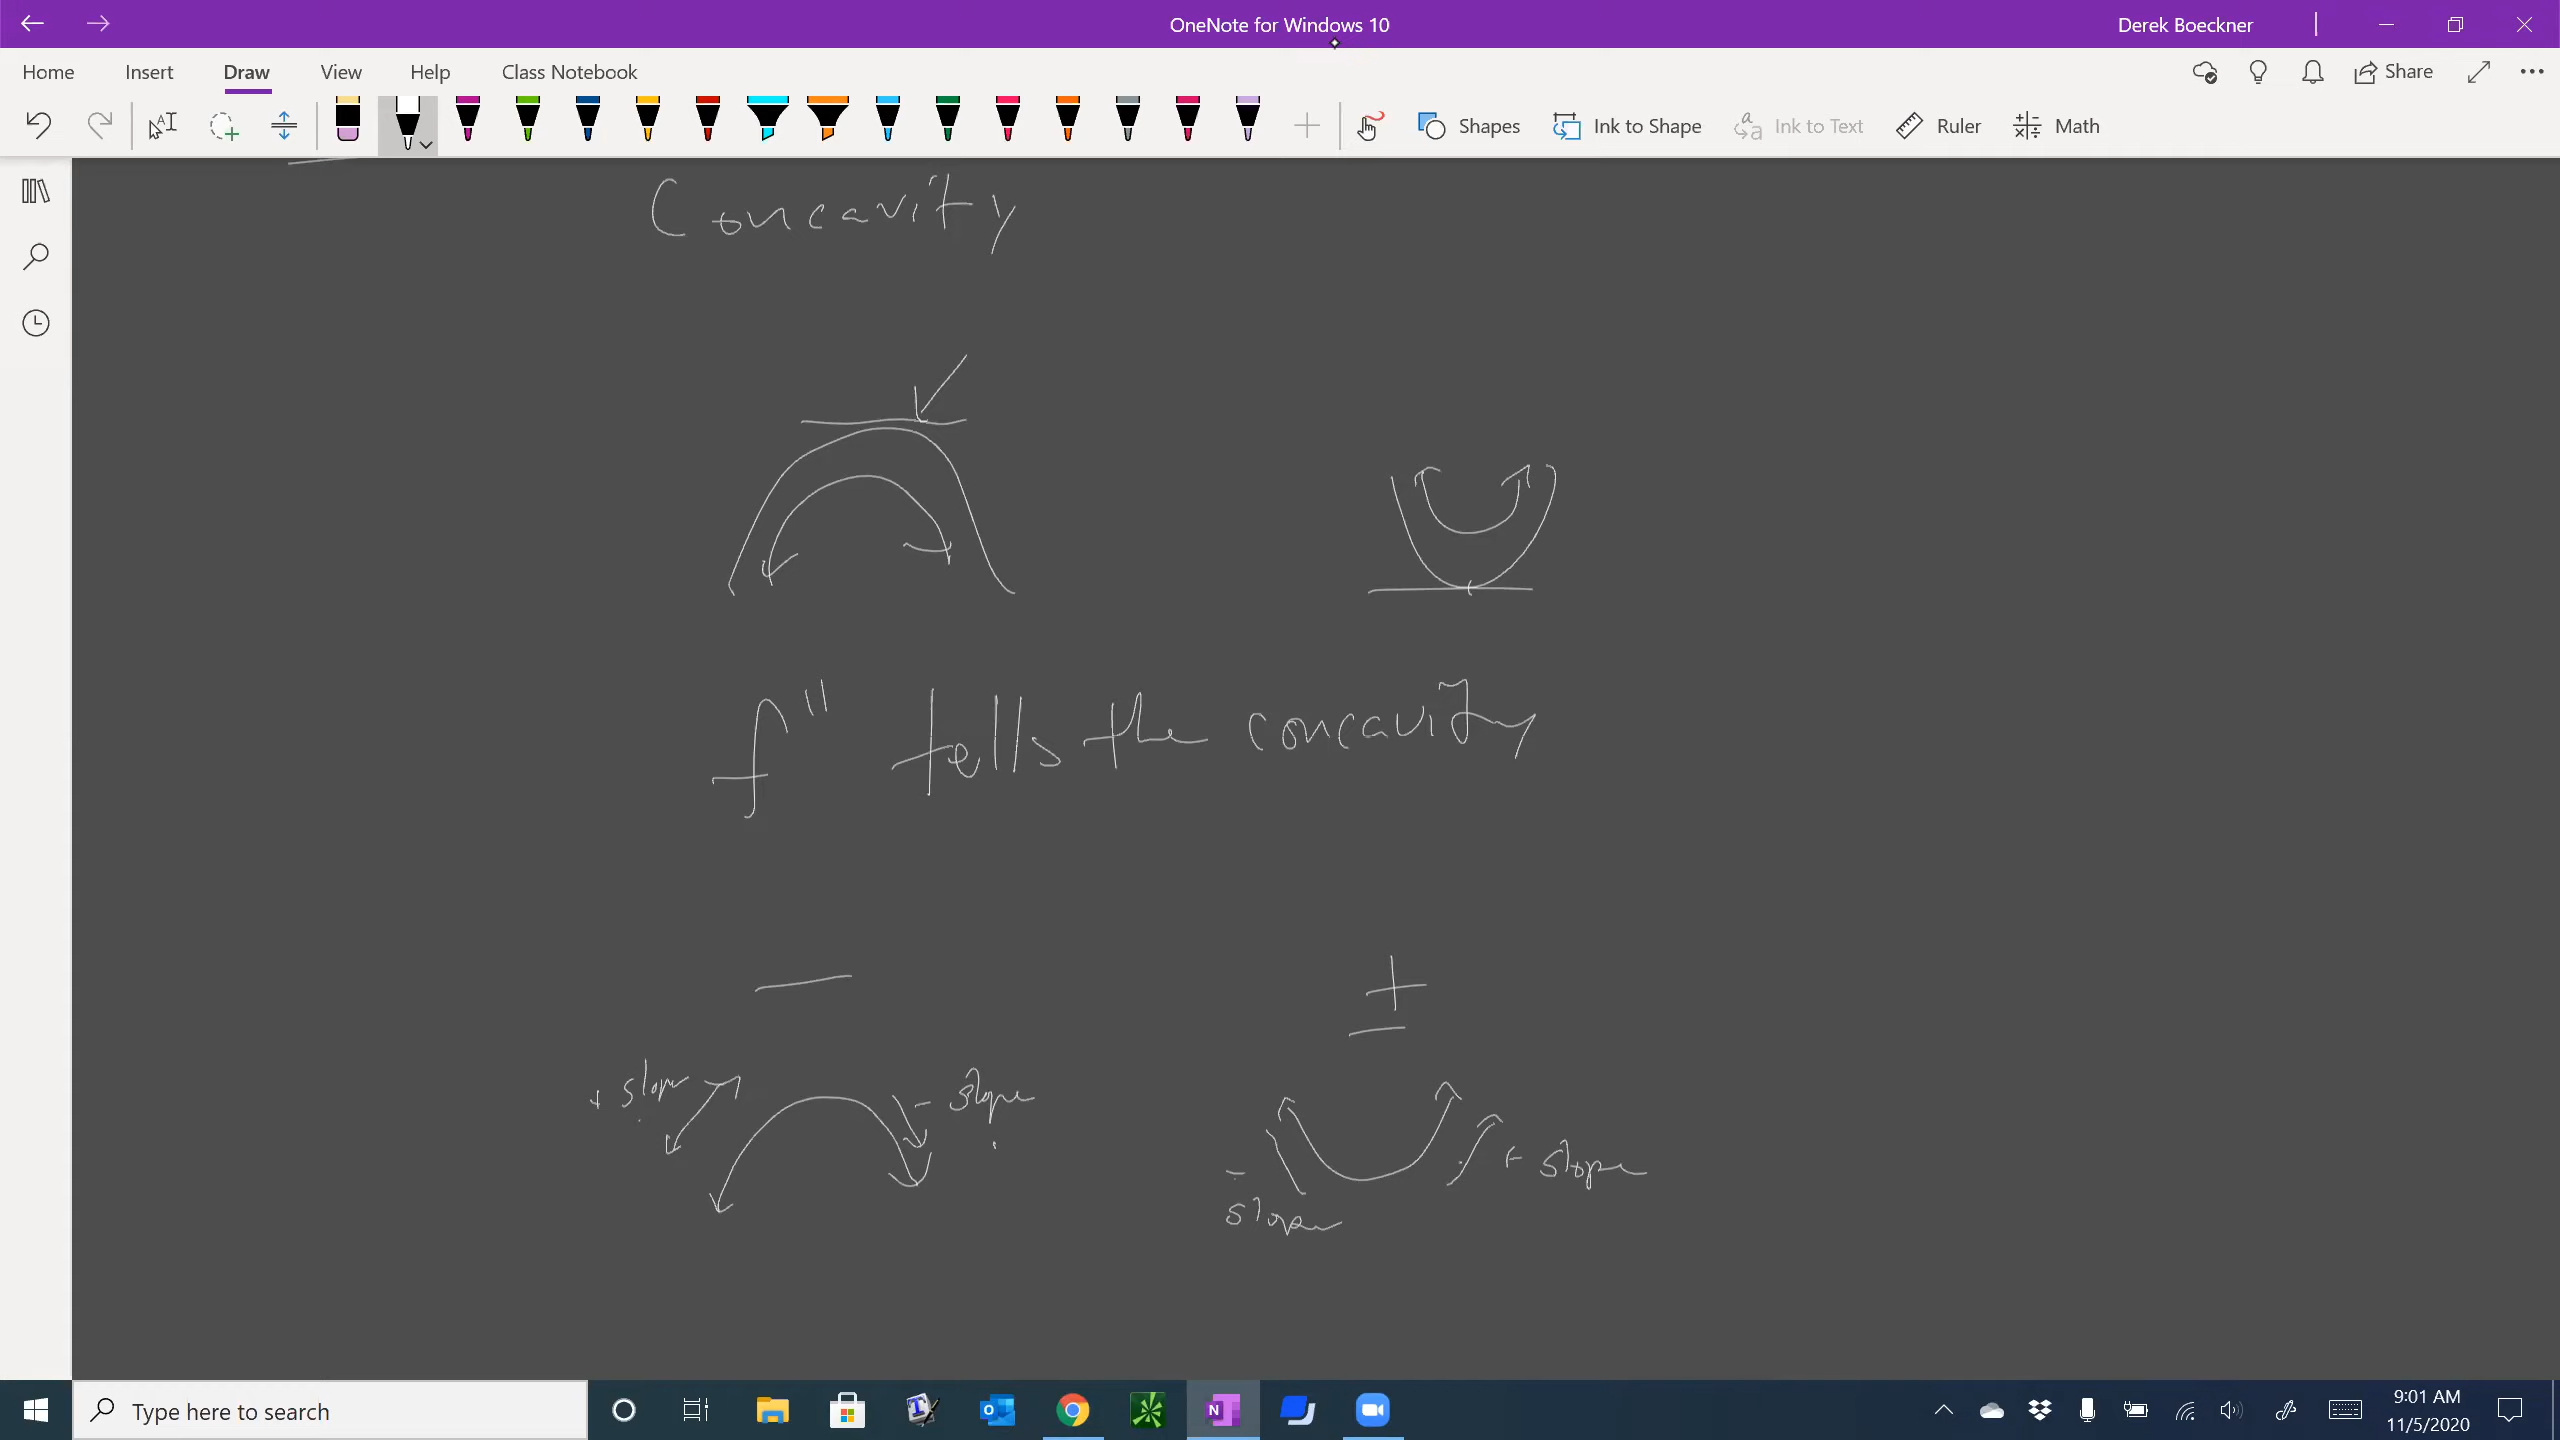 OneNote for Windows 10
Derek Boeckner
Home Insert Draw View Help Class Notebook
Share
Shapes Ink to Shape Ink to Text Ruler Math
Concavity
f" tells the concavity
— +
+ slope - slope
- slope + slope
Type here to search
9:01 AM
11/5/2020